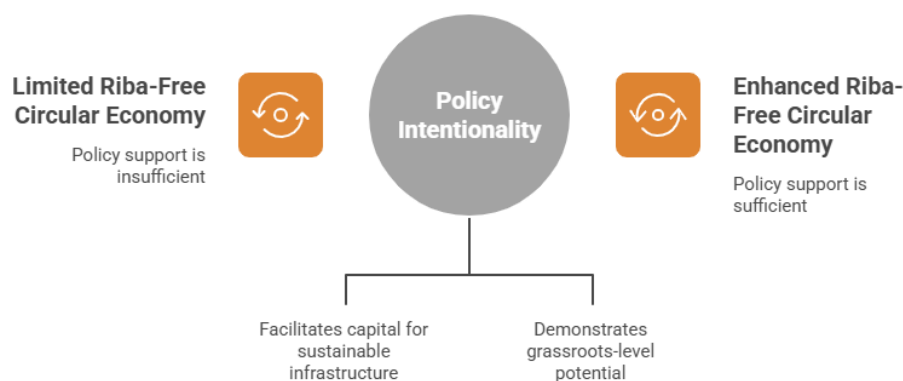 Limited Riba-Free
Circular Economy
Policy support is
insufficient
Policy
Intentionality
Enhanced Riba-
Free Circular
Economy
Policy support is
sufficient
Facilitates capital for
sustainable
infrastructure
Demonstrates
grassroots-level
potential